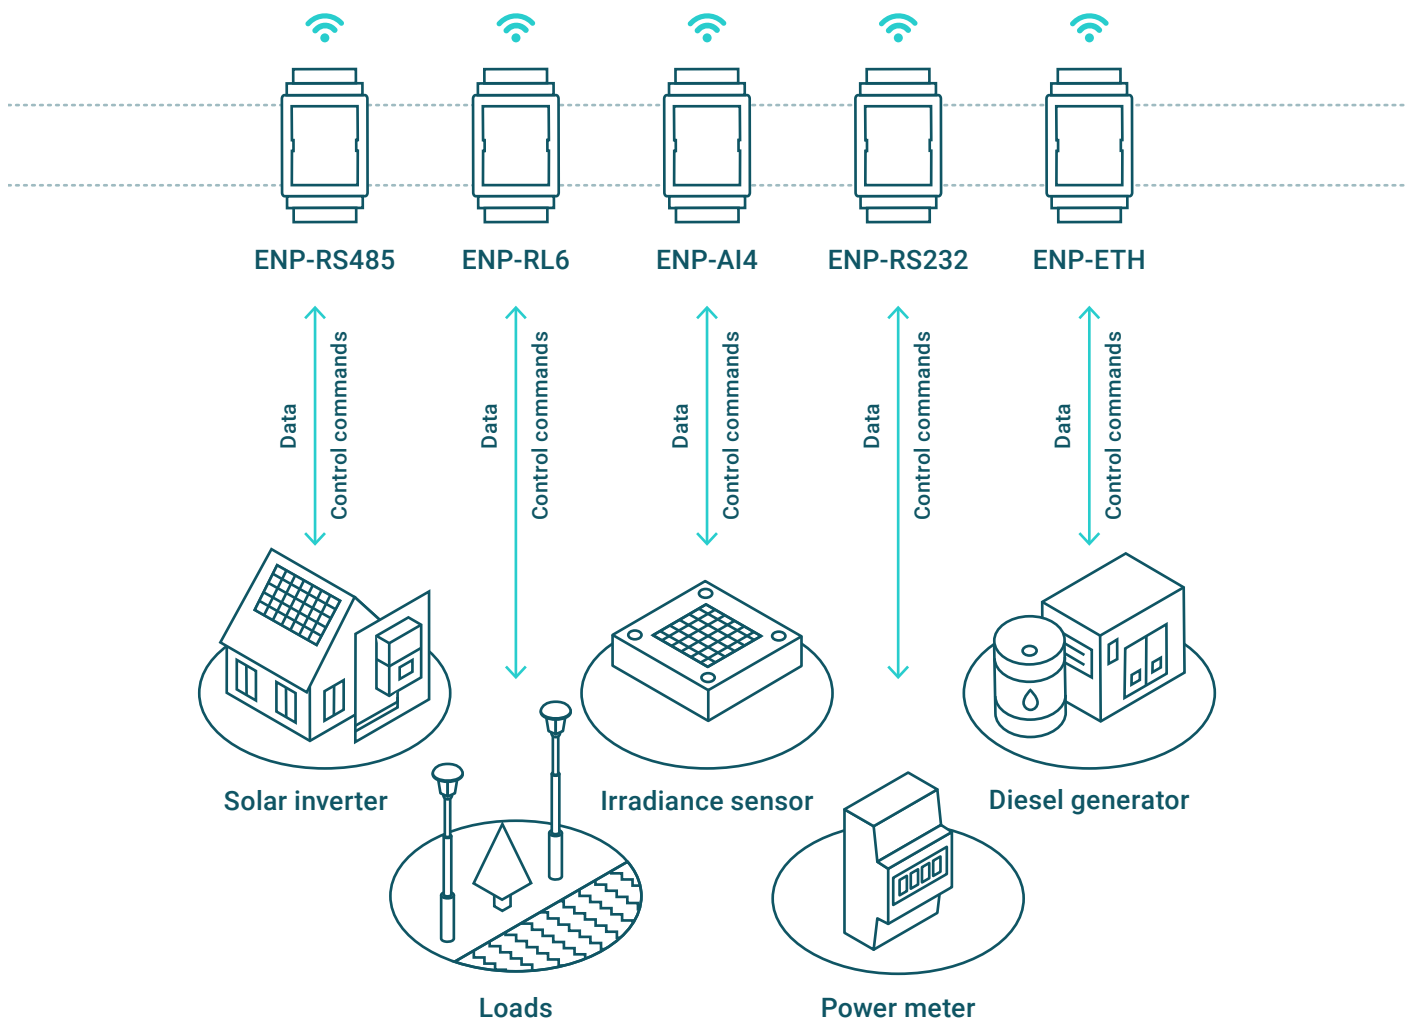 ENP-RS485
ENP-RL6
ENP-AI4
ENP-RS232
ENP-ETH
Data
Control commands
Data
Control commands
Data
Control commands
Data
Control commands
Data
Control commands
Solar inverter
Irradiance sensor
Diesel generator
Loads
Power meter